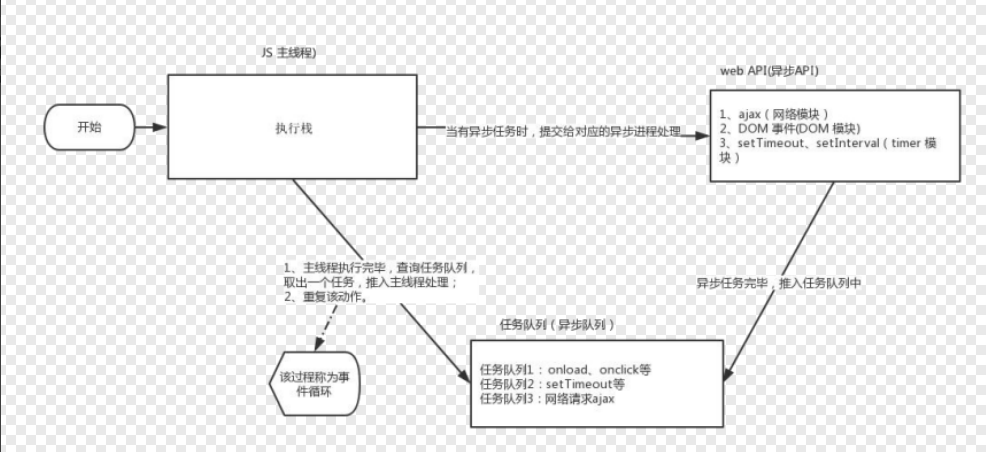 JS 主线程)
web API(异步API)
开始
执行栈
当有异步任务时，提交给对应的异步进程处理
1、ajax（网络模块）
2、DOM 事件(DOM 模块)
3、setTimeout、setInterval（timer 模
块）
1、主线程执行完毕，查询任务队列，
取出一个任务，推入主线程处理；
2、重复该动作。
异步任务完毕，推入任务队列中
任务队列（异步队列）
该过程称为事
件循环
任务队列1：onload、onclick等
任务队列2：setTimeout等
任务队列3：网络请求ajax